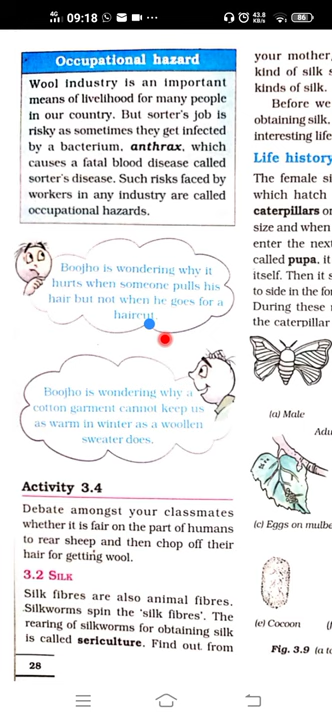 4G 09:18 43.8 KB/S 86
Occupational hazard
Wool industry is an important
means of livelihood for many people
in our country. But sorter's job is
risky as sometimes they get infected
by a bacterium, anthrax, which
causes a fatal blood disease called
sorter's disease. Such risks faced by
workers in any industry are called
occupational hazards.
Boojho is wondering why it
hurts when someone pulls his
hair but not when he goes for a
haircut.
Boojho is wondering why a
cotton garment cannot keep us
as warm in winter as a woollen
sweater does.
Activity 3.4
Debate amongst your classmates
whether it is fair on the part of humans
to rear sheep and then chop off their
hair for getting wool.
3.2 SILK
Silk fibres are also animal fibres.
Silkworms spin the 'silk fibres'. The
rearing of silkworms for obtaining silk
is called sericulture. Find out from
28
your mother,
kind of silk
kinds of silk.
Before we
obtaining silk,
interesting life
Life history
The female si
which hatch
caterpillars or
size and when
enter the next
called pupa, it
itself. Then it s
to side in the for
During these
the caterpillar
(a) Male
Adu
(c) Eggs on mulbe
(e) Cocoon
Fig. 3.9 (a to